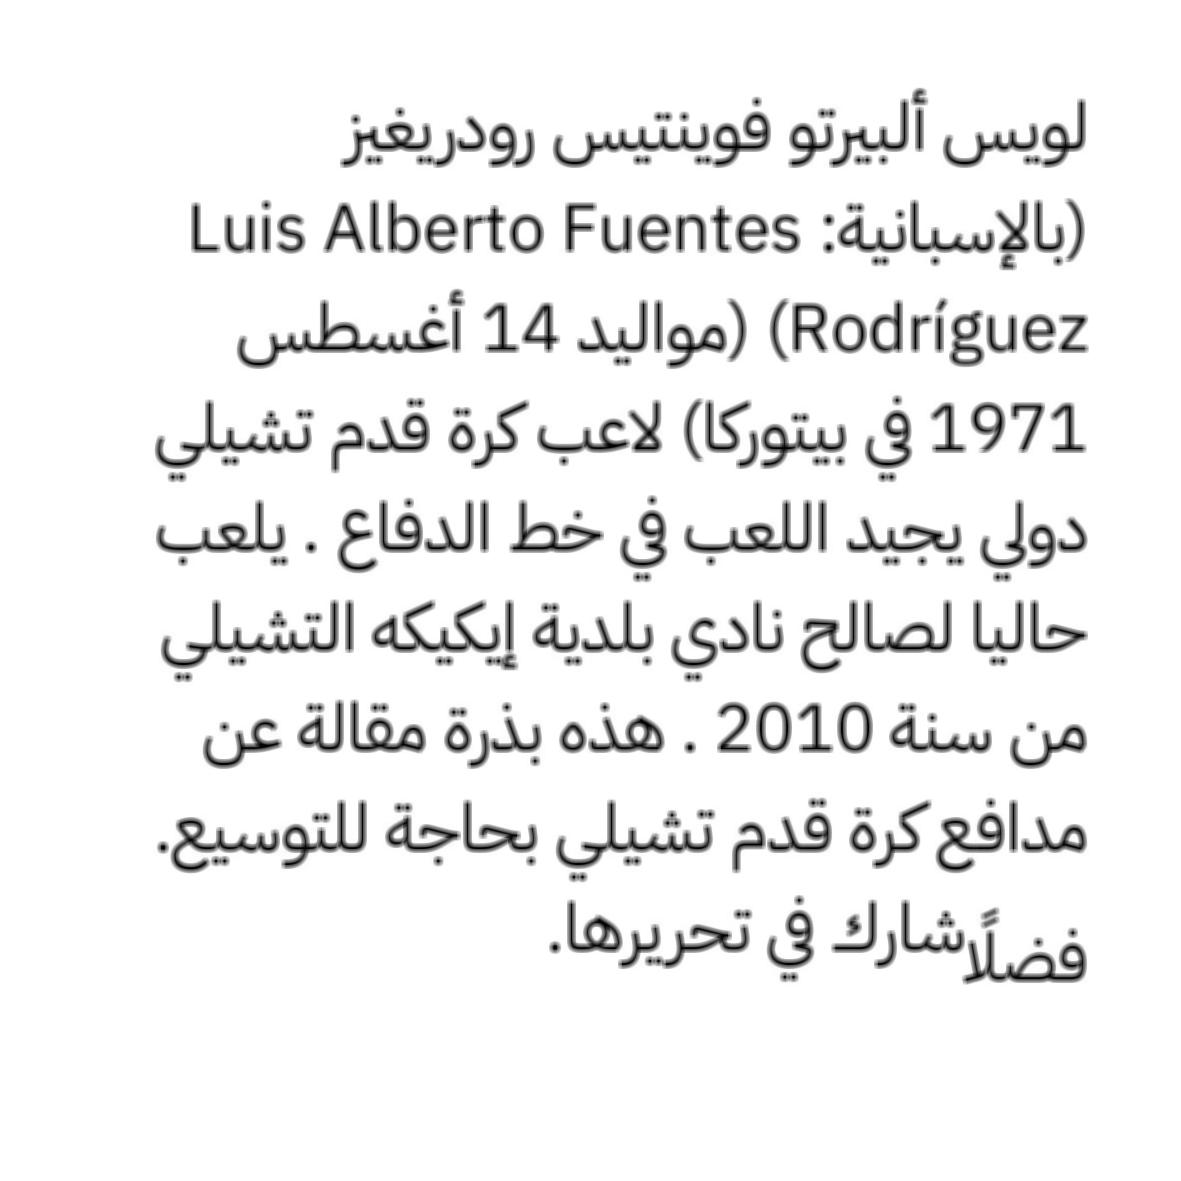 لويس ألبيرتو فوينتيس رودريغيز
(بالإسبانية: Luis Alberto Fuentes
Rodríguez) (مواليد 14 أغسطس
1971 في بيتوركا) لاعب كرة قدم تشيلي
دولي يجيد اللعب في خط الدفاع . يلعب
حاليا لصالح نادي بلدية إيكيكه التشيلي
من سنة 2010 . هذه بذرة مقالة عن
مدافع كرة قدم تشيلي بحاجة للتوسيع.
فضلًا شارك في تحريرها.